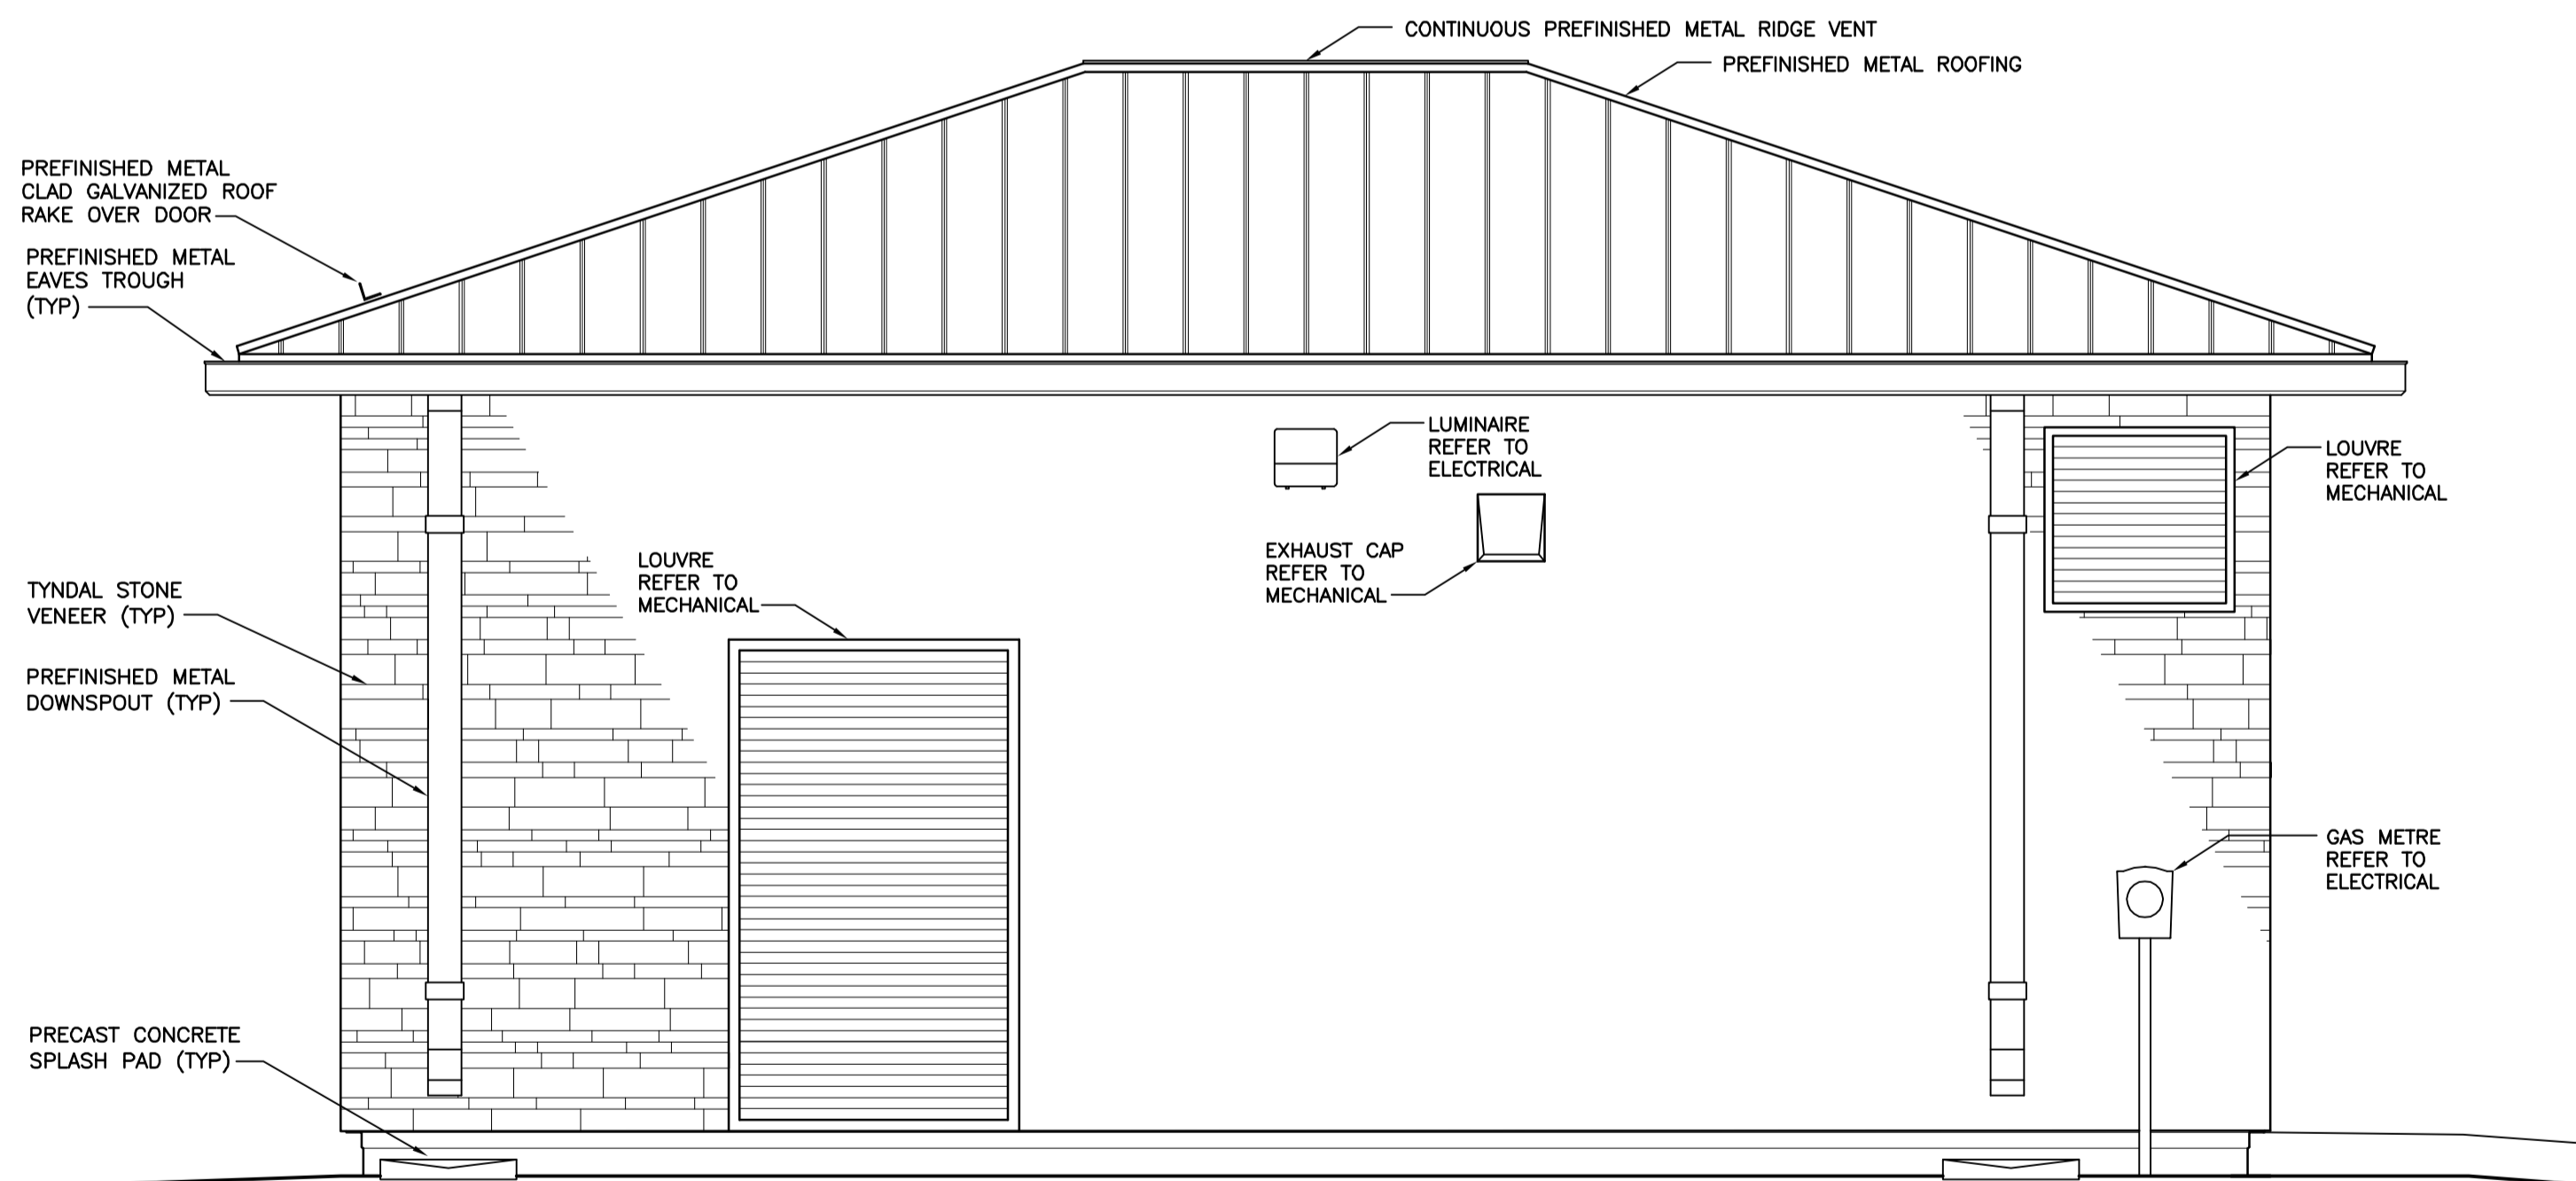 CONTINUOUS PREFINISHED METAL RIDGE VENT
PREFINISHED METAL ROOFING
PREFINISHED METAL
CLAD GALVANIZED ROOF
RAKE OVER DOOR
PREFINISHED METAL
EAVES TROUGH
(TYP)
LUMINAIRE
REFER TO
ELECTRICAL
LOUVRE
REFER TO
MECHANICAL
EXHAUST CAP
REFER TO
MECHANICAL
LOUVRE
REFER TO
MECHANICAL
TYNDAL STONE
VENEER (TYP)
PREFINISHED METAL
DOWNSPOUT (TYP)
GAS METRE
REFER TO
ELECTRICAL
PRECAST CONCRETE
SPLASH PAD (TYP)